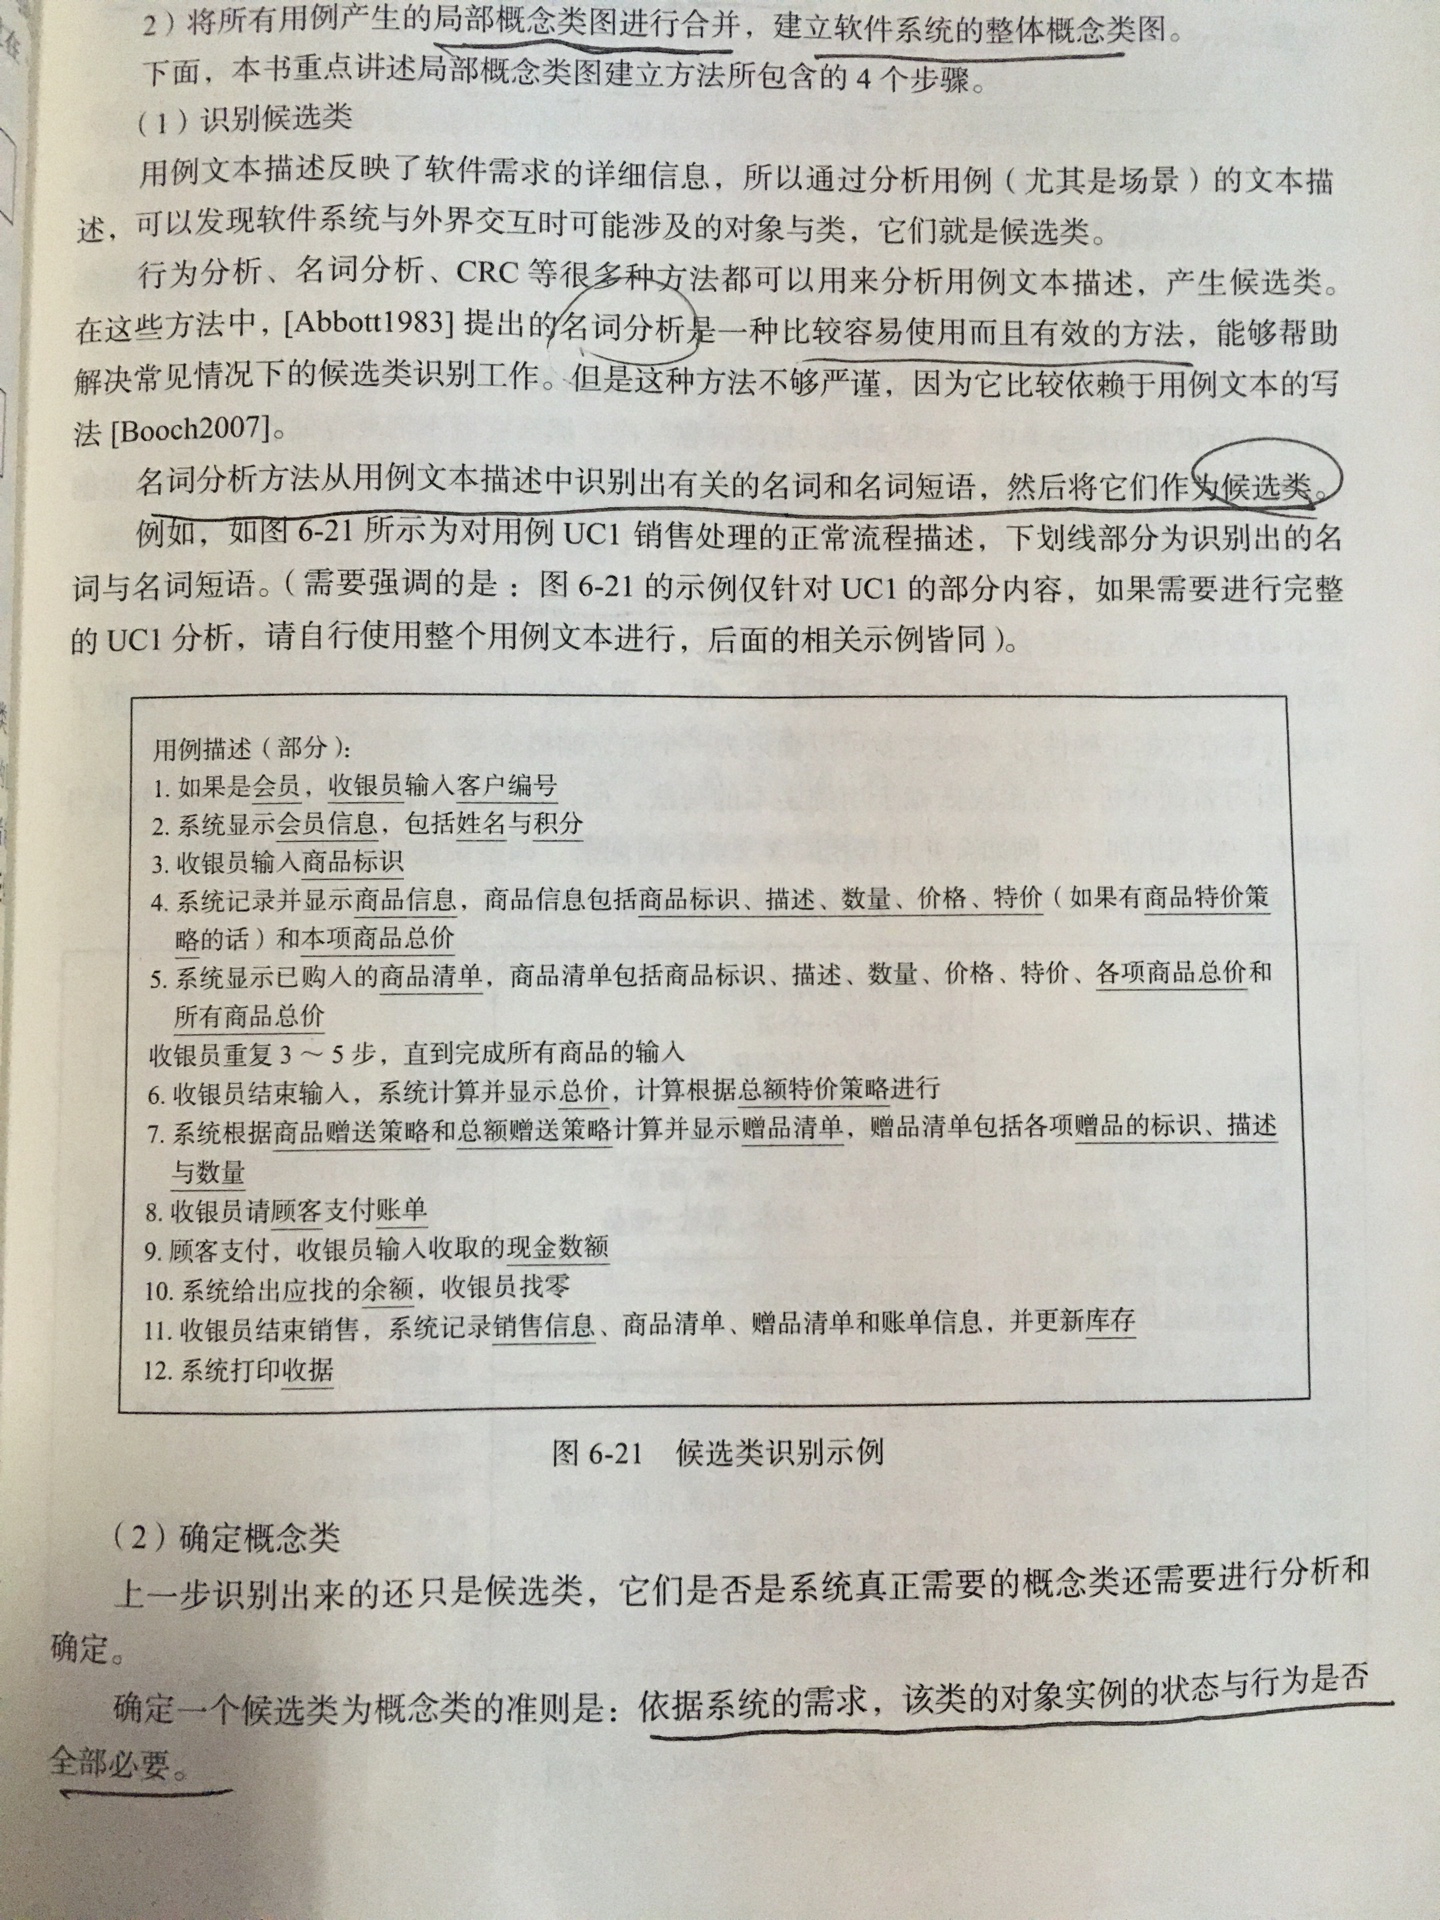 2）将所有用例产生的局部概念类图进行合并，建立软件系统的整体概念类图。
下面，本书重点讲述局部概念类图建立方法所包含的 4 个步骤。
（1）识别候选类
用例文本描述反映了软件需求的详细信息，所以通过分析用例（尤其是场景）的文本描
述，可以发现软件系统与外界交互时可能涉及的对象与类，它们就是候选类。
行为分析、名词分析、CRC 等很多种方法都可以用来分析用例文本描述，产生候选类。
在这些方法中，[Abbott1983] 提出的名词分析是一种比较容易使用而且有效的方法，能够帮助
解决常见情况下的候选类识别工作。但是这种方法不够严谨，因为它比较依赖于用例文本的写
法 [Booch2007]。
名词分析方法从用例文本描述中识别出有关的名词和名词短语，然后将它们作为候选类。
例如，如图 6-21 所示为对用例 UC1 销售处理的正常流程描述，下划线部分为识别出的名
词与名词短语。（需要强调的是：图 6-21 的示例仅针对 UC1 的部分内容，如果需要进行完整
的 UC1 分析，请自行使用整个用例文本进行，后面的相关示例皆同）。
用例描述（部分）：
1. 如果是会员，收银员输入客户编号
2. 系统显示会员信息，包括姓名与积分
3. 收银员输入商品标识
4. 系统记录并显示商品信息，商品信息包括商品标识、描述、数量、价格、特价（如果有商品特价策
略的话）和本项商品总价
5. 系统显示已购入的商品清单，商品清单包括商品标识、描述、数量、价格、特价、各项商品总价和
所有商品总价
收银员重复 3～5 步，直到完成所有商品的输入
6. 收银员结束输入，系统计算并显示总价，计算根据总额特价策略进行
7. 系统根据商品赠送策略和总额赠送策略计算并显示赠品清单，赠品清单包括各项赠品的标识、描述
与数量
8. 收银员请顾客支付账单
9. 顾客支付，收银员输入收取的现金数额
10. 系统给出应找的余额，收银员找零
11. 收银员结束销售，系统记录销售信息、商品清单、赠品清单和账单信息，并更新库存
12. 系统打印收据
图 6-21 候选类识别示例
（2）确定概念类
上一步识别出来的还只是候选类，它们是否是系统真正需要的概念类还需要进行分析和
确定。
确定一个候选类为概念类的准则是：依据系统的需求，该类的对象实例的状态与行为是否
全部必要。